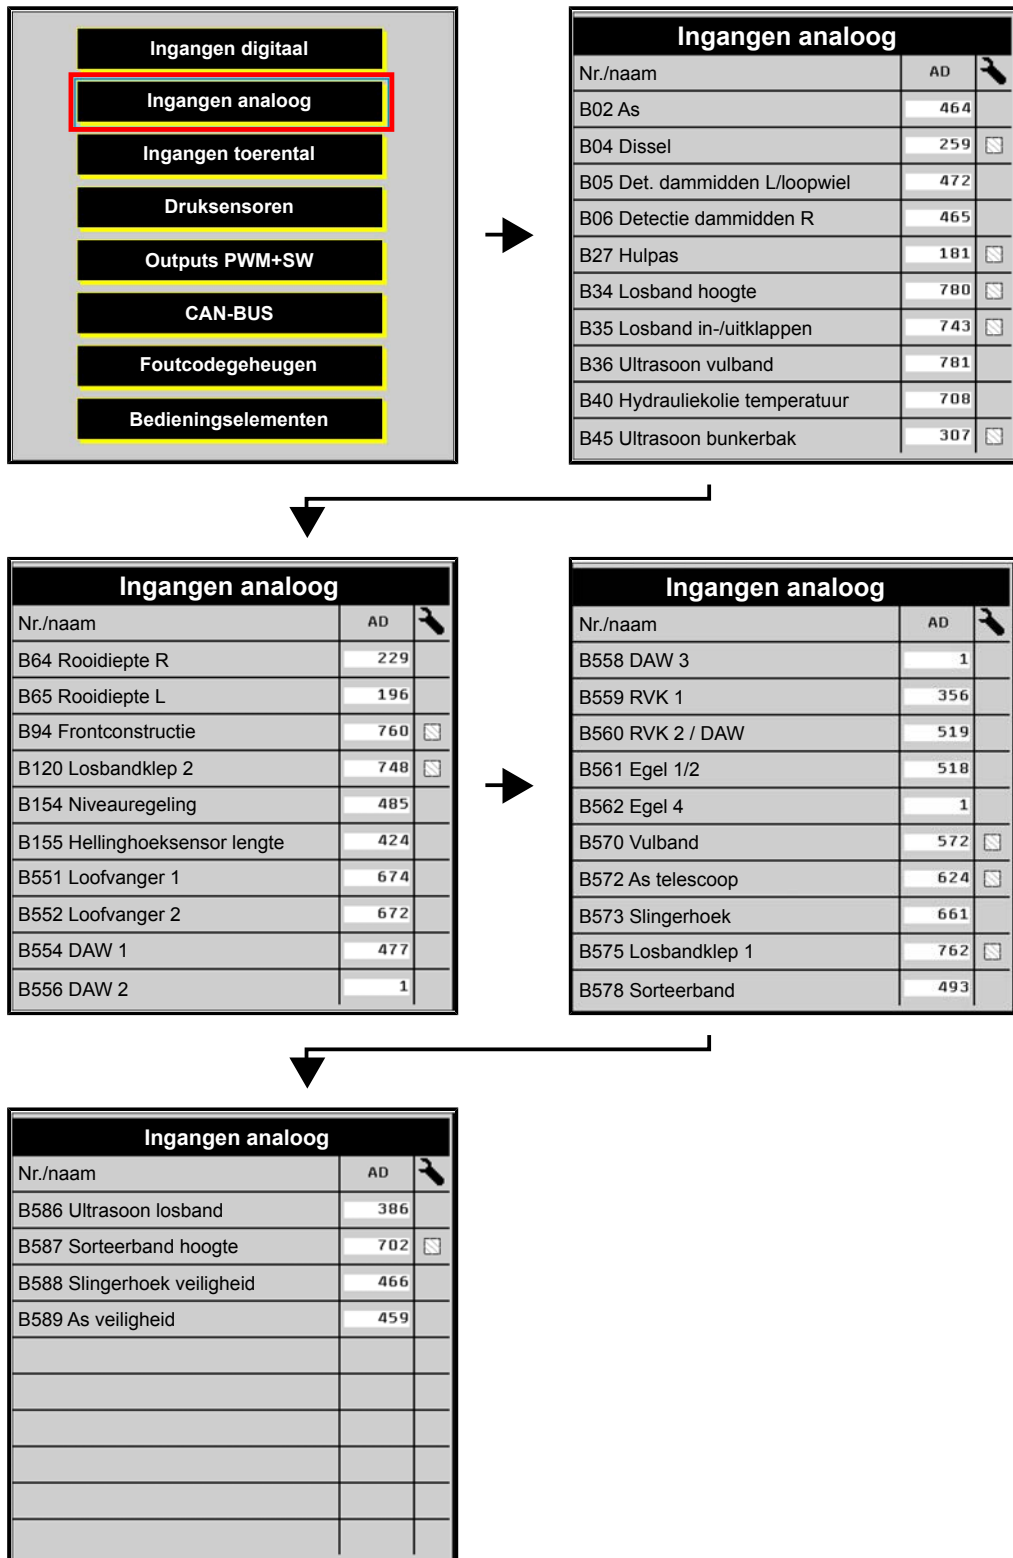 Ingangen digitaal
Ingangen analoog
Ingangen toerental
Druksensoren
Outputs PWM+SW
CAN-BUS
Foutcodegeheugen
Bedieningselementen
Ingangen analoog
Nr./naam AD
B02 As 464
B04 Dissel 259
B05 Det. dammidden L/loopwiel 472
B06 Detectie dammidden R 465
B27 Hulpas 181
B34 Losband hoogte 780
B35 Losband in-/uitklappen 743
B36 Ultrasoon vulband 781
B40 Hydrauliekolie temperatuur 708
B45 Ultrasoon bunkerbak 307
Ingangen analoog
Nr./naam AD
B64 Rooidiepte R 229
B65 Rooidiepte L 196
B94 Frontconstructie 760
B120 Losbandklep 2 748
B154 Niveauregeling 485
B155 Hellinghoeksensor lengte 424
B551 Loofvanger 1 674
B552 Loofvanger 2 672
B554 DAW 1 477
B556 DAW 2 1
Ingangen analoog
Nr./naam AD
B558 DAW 3 1
B559 RVK 1 356
B560 RVK 2 / DAW 519
B561 Egel 1/2 518
B562 Egel 4 1
B570 Vulband 572
B572 As telescoop 624
B573 Slingerhoek 661
B575 Losbandklep 1 762
B578 Sorteerband 493
Ingangen analoog
Nr./naam AD
B586 Ultrasoon losband 386
B587 Sorteerband hoogte 702
B588 Slingerhoek veiligheid 466
B589 As veiligheid 459